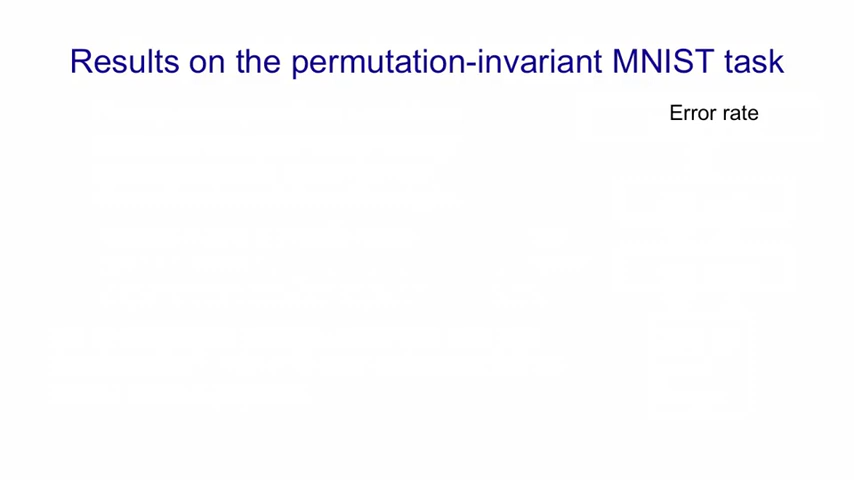 Results on the permutation-invariant MNIST task
Error rate